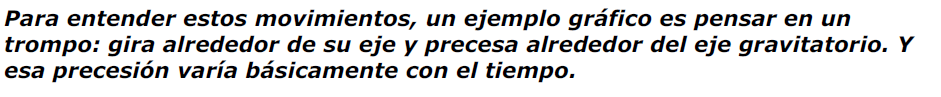 Para entender estos movimientos, un ejemplo gráfico es pensar en un
trompo: gira alrededor de su eje y precesa alrededor del eje gravitatorio. Y
esa precesión varía básicamente con el tiempo.